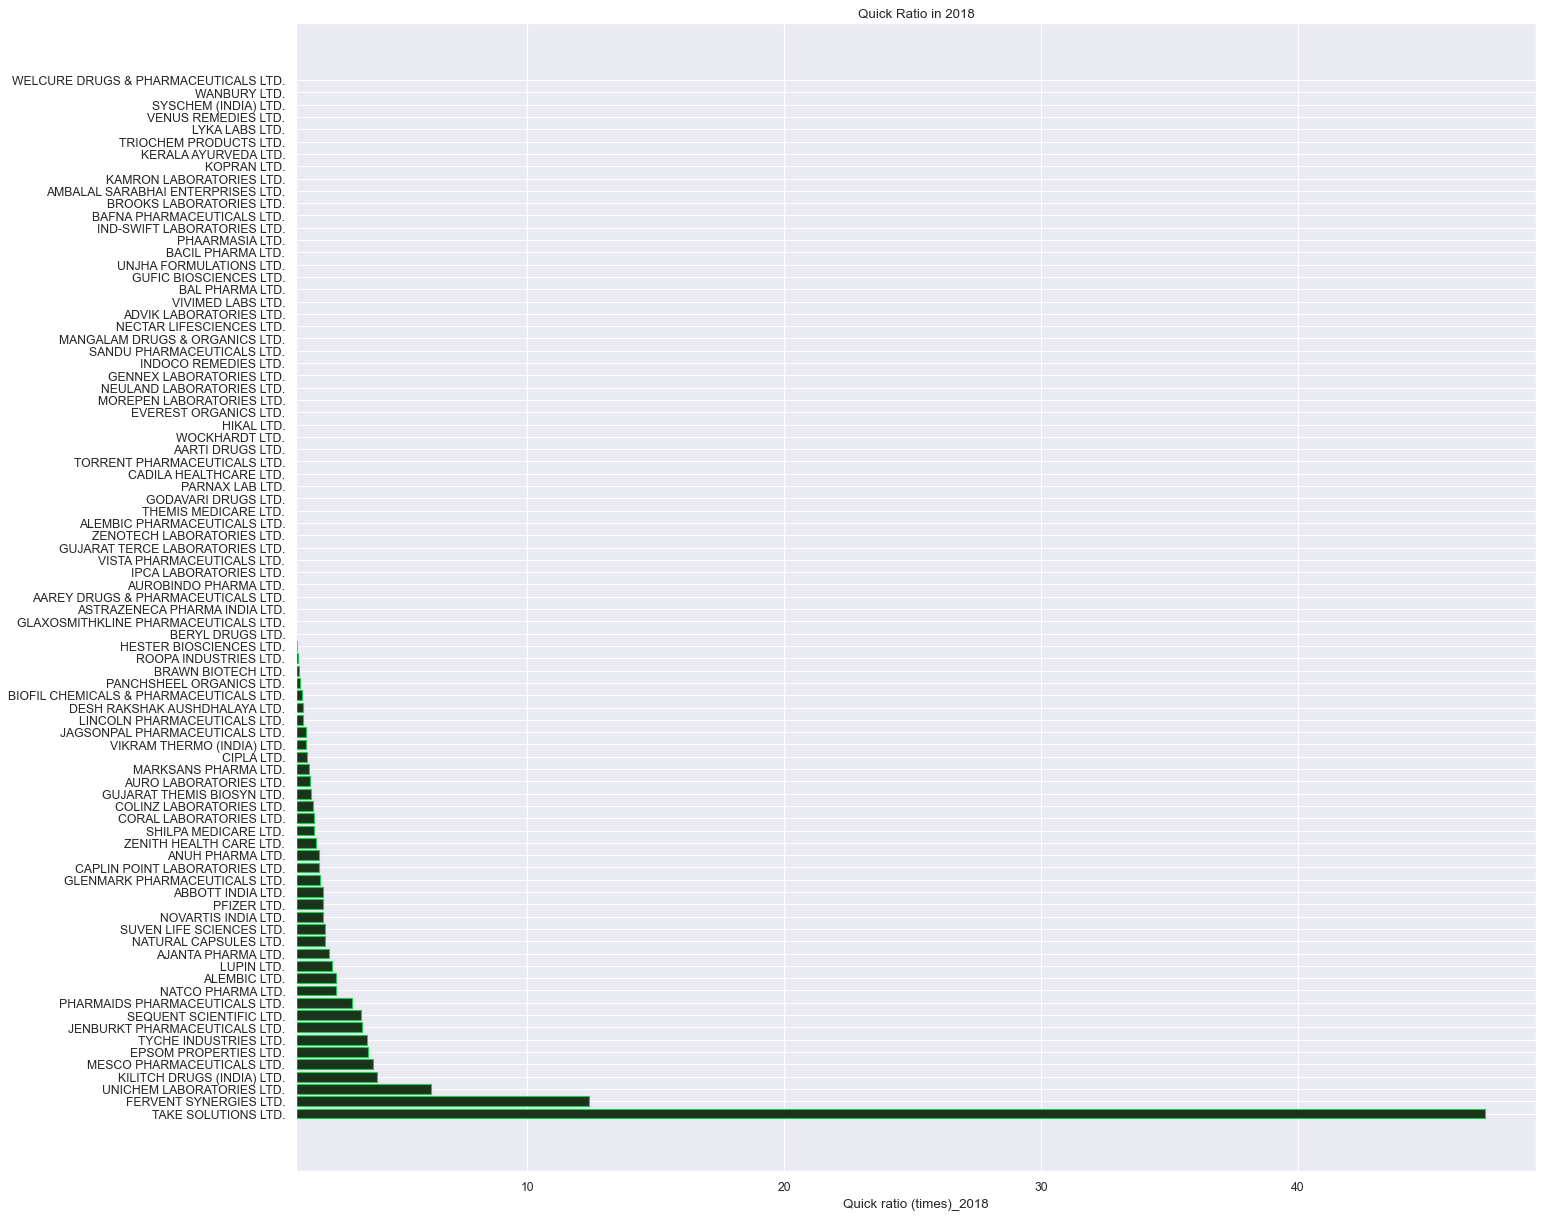 Quick Ratio in 2018
WELCURE DRUGS & PHARMACEUTICALS LTD.
WANBURY LTD.
SYSCHEM (INDIA) LTD.
VENUS REMEDIES LTD.
LYKA LABS LTD.
TRIOCHEM PRODUCTS LTD.
KERALA AYURVEDA LTD.
KOPRAN LTD.
KAMRON LABORATORIES LTD.
AMBALAL SARABHAI ENTERPRISES LTD.
BROOKS LABORATORIES LTD.
BAFNA PHARMACEUTICALS LTD.
IND-SWIFT LABORATORIES LTD.
PHAARMASIA LTD.
BACIL PHARMA LTD.
UNJHA FORMULATIONS LTD.
GUFIC BIOSCIENCES LTD.
BAL PHARMA LTD.
VIVIMED LABS LTD.
ADVIK LABORATORIES LTD.
NECTAR LIFESCIENCES LTD.
MANGALAM DRUGS & ORGANICS LTD.
SANDU PHARMACEUTICALS LTD.
INDOCO REMEDIES LTD.
GENNEX LABORATORIES LTD.
NEULAND LABORATORIES LTD.
MOREPEN LABORATORIES LTD.
EVEREST ORGANICS LTD.
HIKAL LTD.
WOCKHARDT LTD.
AARTI DRUGS LTD.
TORRENT PHARMACEUTICALS LTD.
CADILA HEALTHCARE LTD.
PARNAX LAB LTD.
GODAVARI DRUGS LTD.
THEMIS MEDICARE LTD.
ALEMBIC PHARMACEUTICALS LTD.
ZENOTECH LABORATORIES LTD.
GUJARAT TERCE LABORATORIES LTD.
VISTA PHARMACEUTICALS LTD.
IPCA LABORATORIES LTD.
AUROBINDO PHARMA LTD.
AAREY DRUGS & PHARMACEUTICALS LTD.
ASTRAZENECA PHARMA INDIA LTD.
GLAXOSMITHKLINE PHARMACEUTICALS LTD.
BERYL DRUGS LTD.
HESTER BIOSCIENCES LTD.
ROOPA INDUSTRIES LTD.
BRAWN BIOTECH LTD.
PANCHSHEEL ORGANICS LTD.
BIOFIL CHEMICALS & PHARMACEUTICALS LTD.
DESH RAKSHAK AUSHDHALAYA LTD.
LINCOLN PHARMACEUTICALS LTD.
JAGSONPAL PHARMACEUTICALS LTD.
VIKRAM THERMO (INDIA) LTD.
CIPLA LTD.
MARKSANS PHARMA LTD.
AURO LABORATORIES LTD.
GUJARAT THEMIS BIOSYN LTD.
COLINZ LABORATORIES LTD.
CORAL LABORATORIES LTD.
SHILPA MEDICARE LTD.
ZENITH HEALTH CARE LTD.
ANUH PHARMA LTD.
CAPLIN POINT LABORATORIES LTD.
GLENMARK PHARMACEUTICALS LTD.
ABBOTT INDIA LTD.
PFIZER LTD.
NOVARTIS INDIA LTD.
SUVEN LIFE SCIENCES LTD.
NATURAL CAPSULES LTD.
AJANTA PHARMA LTD.
LUPIN LTD.
ALEMBIC LTD.
NATCO PHARMA LTD.
PHARMAIDS PHARMACEUTICALS LTD.
SEQUENT SCIENTIFIC LTD.
JENBURKT PHARMACEUTICALS LTD.
TYCHE INDUSTRIES LTD.
EPSOM PROPERTIES LTD.
MESCO PHARMACEUTICALS LTD.
KILITCH DRUGS (INDIA) LTD.
UNICHEM LABORATORIES LTD.
FERVENT SYNERGIES LTD.
TAKE SOLUTIONS LTD.
10 20 30 40
Quick ratio (times)_2018